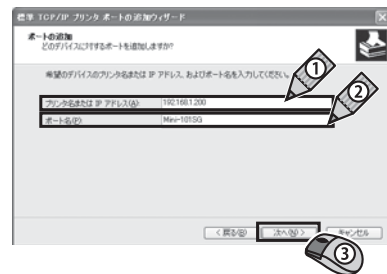 標準 TCP/IP プリンタ ポートの追加ウィザード
ポートの追加
どのデバイスに対するポートを追加しますか?
希望のデバイスのプリンタ名または IP アドレス、およびポート名を入力してください。
①
プリンタ名または IP アドレス(A): 192.168.1.200
②
ポート名(P): Mini-101SG
< 戻る(B) 次へ(N) > キャンセル
③